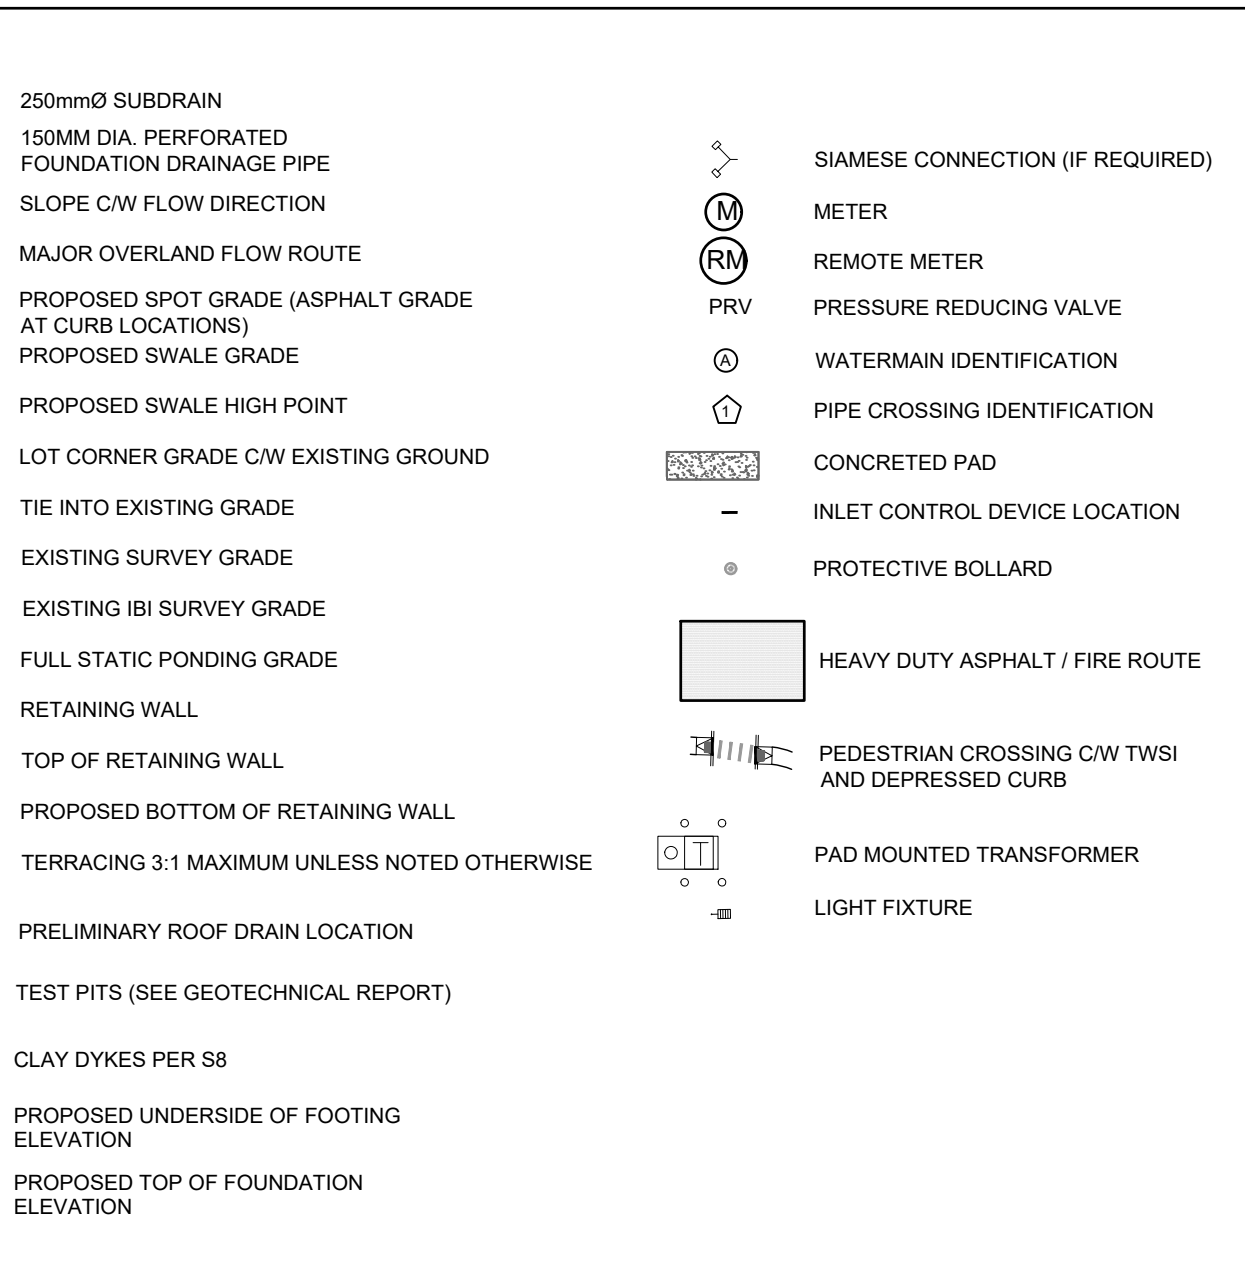 250mmØ SUBDRAIN
150MM DIA. PERFORATED
FOUNDATION DRAINAGE PIPE
SLOPE C/W FLOW DIRECTION
MAJOR OVERLAND FLOW ROUTE
PROPOSED SPOT GRADE (ASPHALT GRADE
AT CURB LOCATIONS)
PROPOSED SWALE GRADE
PROPOSED SWALE HIGH POINT
LOT CORNER GRADE C/W EXISTING GROUND
TIE INTO EXISTING GRADE
EXISTING SURVEY GRADE
EXISTING IBI SURVEY GRADE
FULL STATIC PONDING GRADE
RETAINING WALL
TOP OF RETAINING WALL
PROPOSED BOTTOM OF RETAINING WALL
TERRACING 3:1 MAXIMUM UNLESS NOTED OTHERWISE
PRELIMINARY ROOF DRAIN LOCATION
TEST PITS (SEE GEOTECHNICAL REPORT)
CLAY DYKES PER S8
PROPOSED UNDERSIDE OF FOOTING
ELEVATION
PROPOSED TOP OF FOUNDATION
ELEVATION
SIAMESE CONNECTION (IF REQUIRED)
M METER
RM REMOTE METER
PRV PRESSURE REDUCING VALVE
A WATERMAIN IDENTIFICATION
1 PIPE CROSSING IDENTIFICATION
CONCRETED PAD
INLET CONTROL DEVICE LOCATION
PROTECTIVE BOLLARD
HEAVY DUTY ASPHALT / FIRE ROUTE
PEDESTRIAN CROSSING C/W TWSI
AND DEPRESSED CURB
T PAD MOUNTED TRANSFORMER
LIGHT FIXTURE